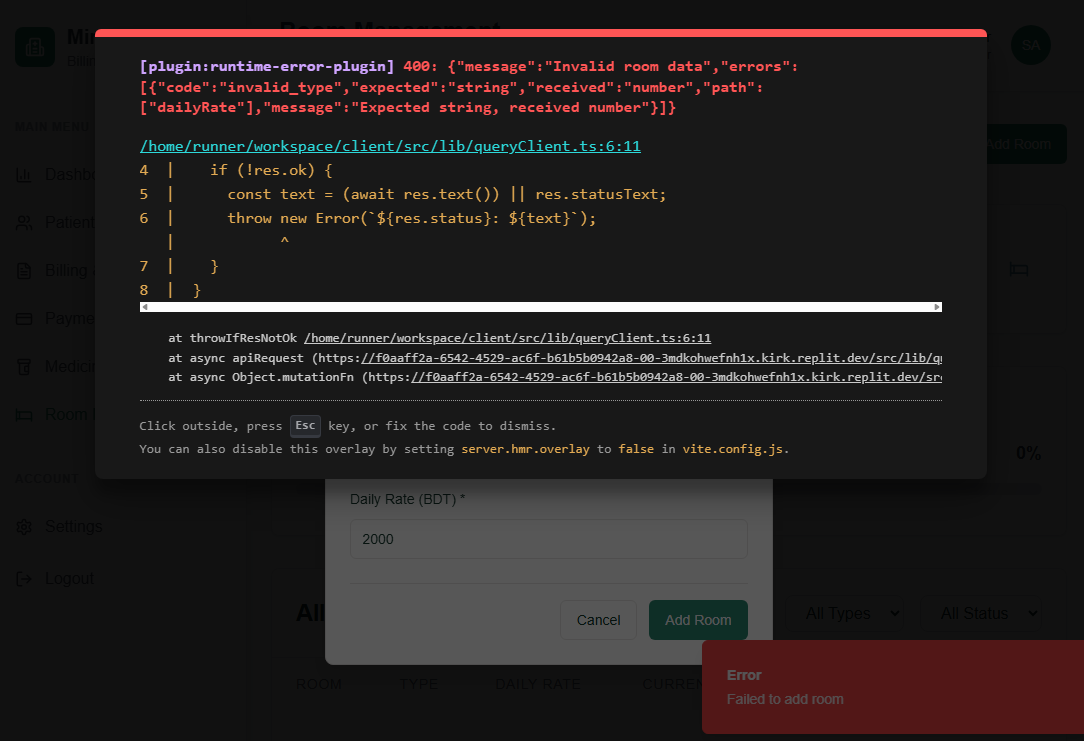 Room Management
SA
[plugin:runtime-error-plugin] 400: {"message":"Invalid room data","errors":
[{"code":"invalid_type","expected":"string","received":"number","path":
["dailyRate"],"message":"Expected string, received number"}]}
/home/runner/workspace/client/src/lib/queryClient.ts:6:11
4 | if (!res.ok) {
5 | const text = (await res.text()) || res.statusText;
6 | throw new Error(`${res.status}: ${text}`);
| ^
7 | }
8 | }
at throwIfResNotOk /home/runner/workspace/client/src/lib/queryClient.ts:6:11
at async apiRequest (https://f0aaff2a-6542-4529-ac6f-b61b5b0942a8-00-3mdkohwefnh1x.kirk.replit.dev/src/lib/q
at async Object.mutationFn (https://f0aaff2a-6542-4529-ac6f-b61b5b0942a8-00-3mdkohwefnh1x.kirk.replit.dev/sr
Click outside, press Esc key, or fix the code to dismiss.
You can also disable this overlay by setting server.hmr.overlay to false in vite.config.js.
MAIN MENU
Dashb
Patient
Billing
Payme
Medici
Room
ACCOUNT
Settings
Logout
Add Room
0%
Daily Rate (BDT) *
2000
Cancel
Add Room
All
All Types
All Status
ROOM
TYPE
DAILY RATE
CURREN
Error
Failed to add room